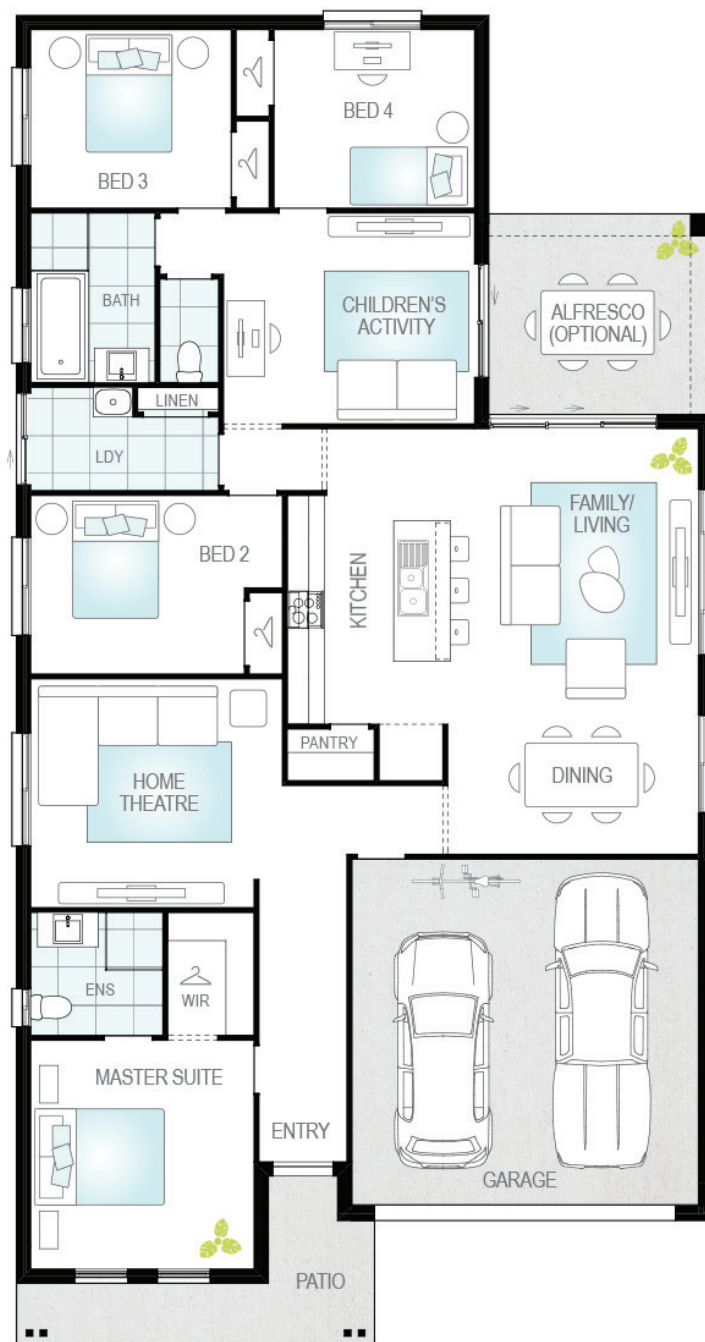 BED 3
BED 4
BATH
CHILDREN'S
ACTIVITY
ALFRESCO
(OPTIONAL)
LINEN
LDY
BED 2
KITCHEN
FAMILY/
LIVING
PANTRY
DINING
HOME
THEATRE
ENS
WIR
MASTER SUITE
ENTRY
GARAGE
PATIO